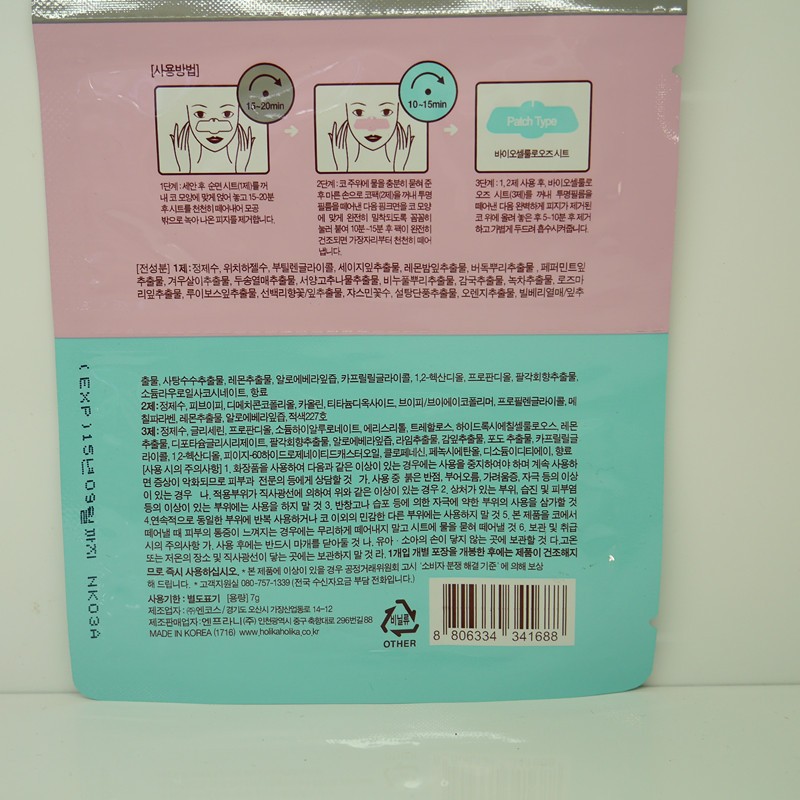 [사용방법]
15~20min
10~15min
Patch Type
바이오셀룰로오즈 시트
1단계 : 세안 후 순면 시트(1제)를 꺼
내 코 모양에 맞게 얹어 놓고 15-20분
후 시트를 천천히 떼어내어 모공
밖으로 녹아 나온 피지를 제거합니다.
2단계 : 코 주위에 물을 충분히 묻혀 준
후 마른 손으로 코팩(2제)을 꺼내 투명
필름을 떼어낸 다음 핑크면을 코 모양
에 맞게 완전히 밀착되도록 꼼꼼히
눌러 붙여 10분~15분 후 팩이 완전히
건조되면 가장자리부터 천천히 떼어
냅니다.
3단계 : 1, 2제 사용 후, 바이오셀룰로
오즈 시트(3제)를 꺼내 투명필름을
떼어낸 다음 완벽하게 피지가 제거된
코 위에 올려 놓은 후 5-10분 후 제거
하고 가볍게 두드려 흡수시켜줍니다.
[전성분] 1제 : 정제수, 위치하젤수, 부틸렌글라이콜, 세이지잎추출물, 레몬밤잎추출물, 버독뿌리추출물, 페퍼민트잎
추출물, 겨우살이추출물, 두송열매추출물, 서양고추나물추출물, 비누풀뿌리추출물, 감국추출물, 녹차추출물, 로즈마
리잎추출물, 루이보스잎추출물, 선백리향꽃/잎추출물, 쟈스민꽃수, 설탕단풍추출물, 오렌지추출물, 빌베리열매/잎추
출물, 사탕수수추출물, 레몬추출물, 알로에베라잎즙, 카프릴릴글라이콜, 1,2-헥산디올, 프로판디올, 팔각회향추출물,
소듐라우로일사코시네이트, 향료
2제 : 정제수, 피브이피, 디메치콘코폴리올, 카올린, 티타늄디옥사이드, 브이피/브이에이코폴리머, 프로필렌글라이콜, 메
칠파라벤, 레몬추출물, 알로에베라잎즙, 적색227호
3제 : 정제수, 글리세린, 프로판디올, 소듐하이알루로네이트, 에리스리톨, 트레할로스, 하이드록시에칠셀룰로오스, 레몬
추출물, 디포타슘글리시리제이트, 팔각회향추출물, 알로에베라잎즙, 라임추출물, 감잎추출물, 포도 추출물, 카프릴릴글
라이콜, 1,2-헥산디올, 피이지-60하이드로제네이티드캐스터오일, 클로페네신, 페녹시에탄올, 디소듐이디티에이, 향료
[사용 시의 주의사항] 1. 화장품을 사용하여 다음과 같은 이상이 있는 경우에는 사용을 중지하여야 하며 계속 사용하
면 증상이 악화되므로 피부과 전문의 등에게 상담할 것 가. 사용 중 붉은 반점, 부어오름, 가려움증, 자극 등의 이상
이 있는 경우 나. 적용부위가 직사광선에 의하여 위와 같은 이상이 있는 경우 2. 상처가 있는 부위, 습진 및 피부염
등의 이상이 있는 부위에는 사용을 하지 말 것 3. 반창고나 습포 등에 의한 자극에 약한 부위의 사용을 삼가할 것
4.연속적으로 동일한 부위에 반복 사용하거나 코 이외의 민감한 다른 부위에는 사용하지 말 것 5. 본 제품을 코에서
떼어낼 때 피부의 통증이 느껴지는 경우에는 무리하게 떼어내지 말고 시트에 물을 묻혀 떼어낼 것 6. 보관 및 취급
시의 주의사항 가. 사용 후에는 반드시 마개를 닫아둘 것 나. 유아 · 소아의 손이 닿지 않는 곳에 보관할 것 다.고온
또는 저온의 장소 및 직사광선이 닿는 곳에는 보관하지 말 것 라. 1개입 개별 포장을 개봉한 후에는 제품이 건조해지
므로 즉시 사용하십시오. * 본 제품에 이상이 있을 경우 공정거래위원회 고시 '소비자 분쟁 해결 기준'에 의해 보상
해 드립니다. * 고객지원실 080-757-1339 (전국 수신자요금 부담 전화입니다.)
사용기한 : 별도표기 [용량] 7g
제조업자 : ㈜엔코스 / 경기도 오산시 가장산업동로 14-12
제조판매업자 : 엔프라니(주) 인천광역시 중구 축항대로 296번길 88
MADE IN KOREA (1716) www.holikaholika.co.kr
비닐류
OTHER
8 806334 341688
(EXP)15년09월까지 NK03A